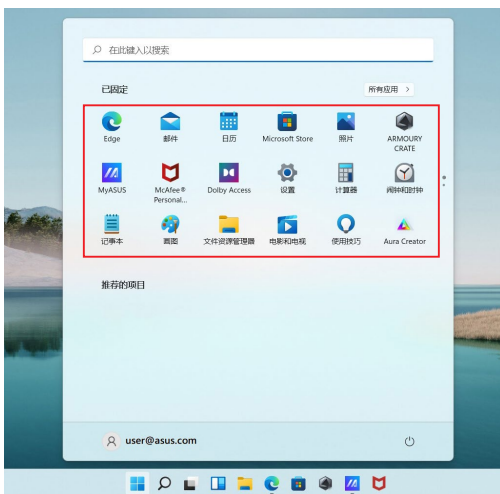 在此键入以搜索
已固定
所有应用 >
Edge
邮件
日历
Microsoft Store
照片
ARMOURY
CRATE
MyASUS
McAfee®
Personal...
Dolby Access
设置
计算器
闹钟和时钟
记事本
画图
文件资源管理器
电影和电视
使用技巧
Aura Creator
推荐的项目
user@asus.com